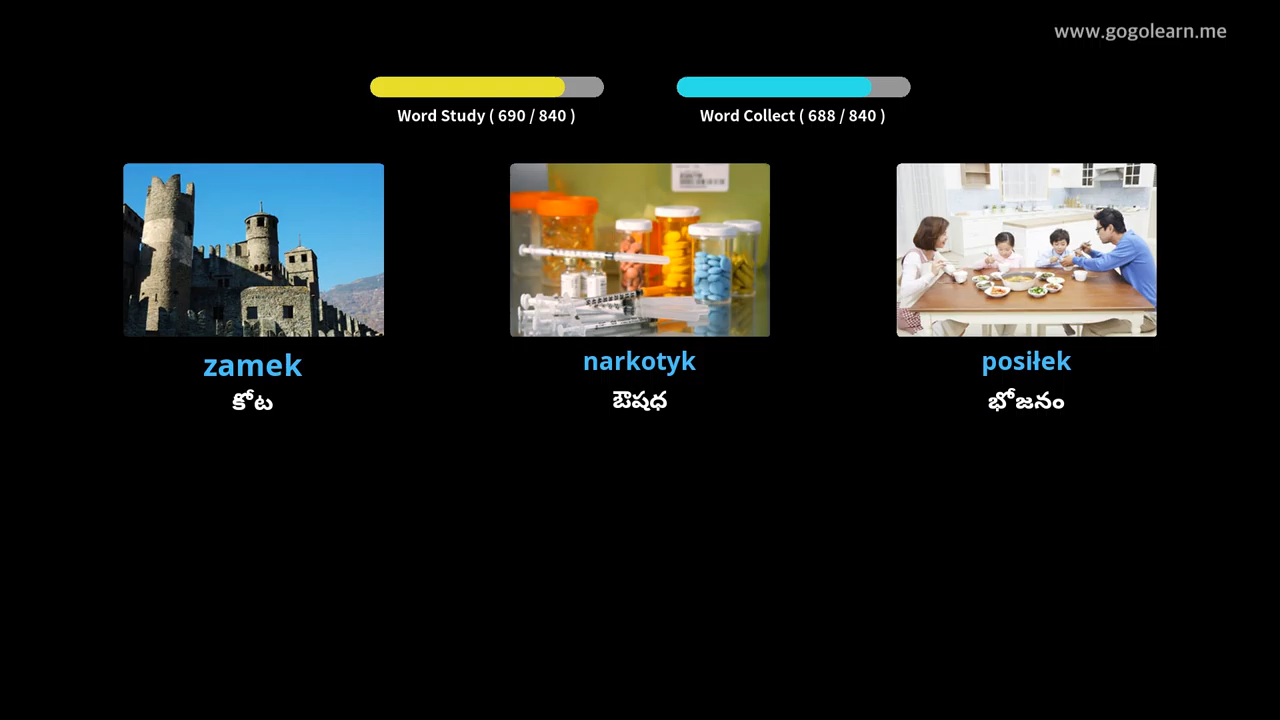 www.gogolearn.me
Word Study ( 690 / 840 )
Word Collect ( 688 / 840 )
zamek
narkotyk
posiłek
కోట
ఔషధ
భోజనం